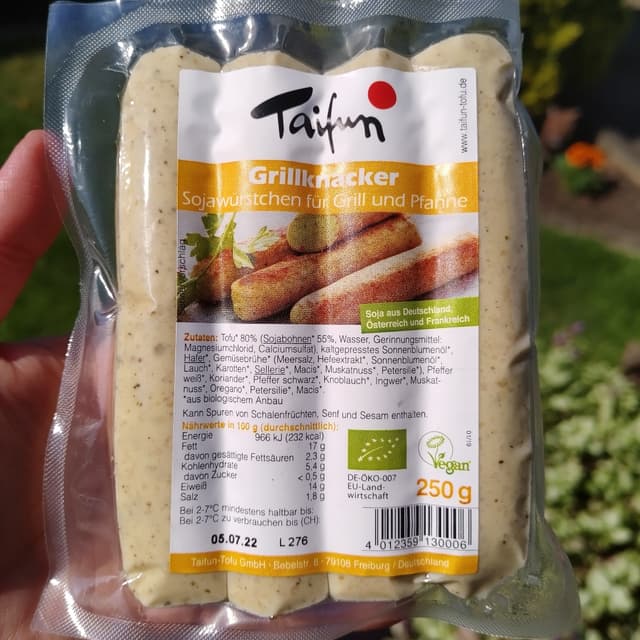 Taifun
www.taifun-tofu.de
Grillknacker
Sojawürstchen für Grill und Pfanne
Soja aus Deutschland,
Österreich und Frankreich
Zutaten: Tofu* 80% (Sojabohnen* 55%, Wasser, Gerinnungsmittel:
Magnesiumchlorid, Calciumsulfat), kaltgepresstes Sonnenblumenöl*,
Hafer*, Gemüsebrühe* (Meersalz, Hefeextrakt*, Sonnenblumenöl*,
Lauch*, Karotten*, Sellerie*, Macis*, Muskatnuss*, Petersilie*), Pfeffer
weiß*, Koriander*, Pfeffer schwarz*, Knoblauch*, Ingwer*, Muskat-
nuss*, Oregano*, Petersilie*, Macis*.
*aus biologischem Anbau
Kann Spuren von Schalenfrüchten, Senf und Sesam enthalten.
Nährwerte in 100 g (durchschnittlich):
Energie 966 kJ (232 kcal)
Fett 17 g
davon gesättigte Fettsäuren 2,3 g
Kohlenhydrate 5,4 g
davon Zucker < 0,5 g
Eiweiß 14 g
Salz 1,8 g
DE-ÖKO-007
EU-Land-
wirtschaft
Vegan
250 g
Bei 2-7°C mindestens haltbar bis:
Bei 2-7°C zu verbrauchen bis (CH):
05.07.22 L 276
4 012359 130006
Taifun-Tofu GmbH · Bebelstr. 8 · 79108 Freiburg / Deutschland